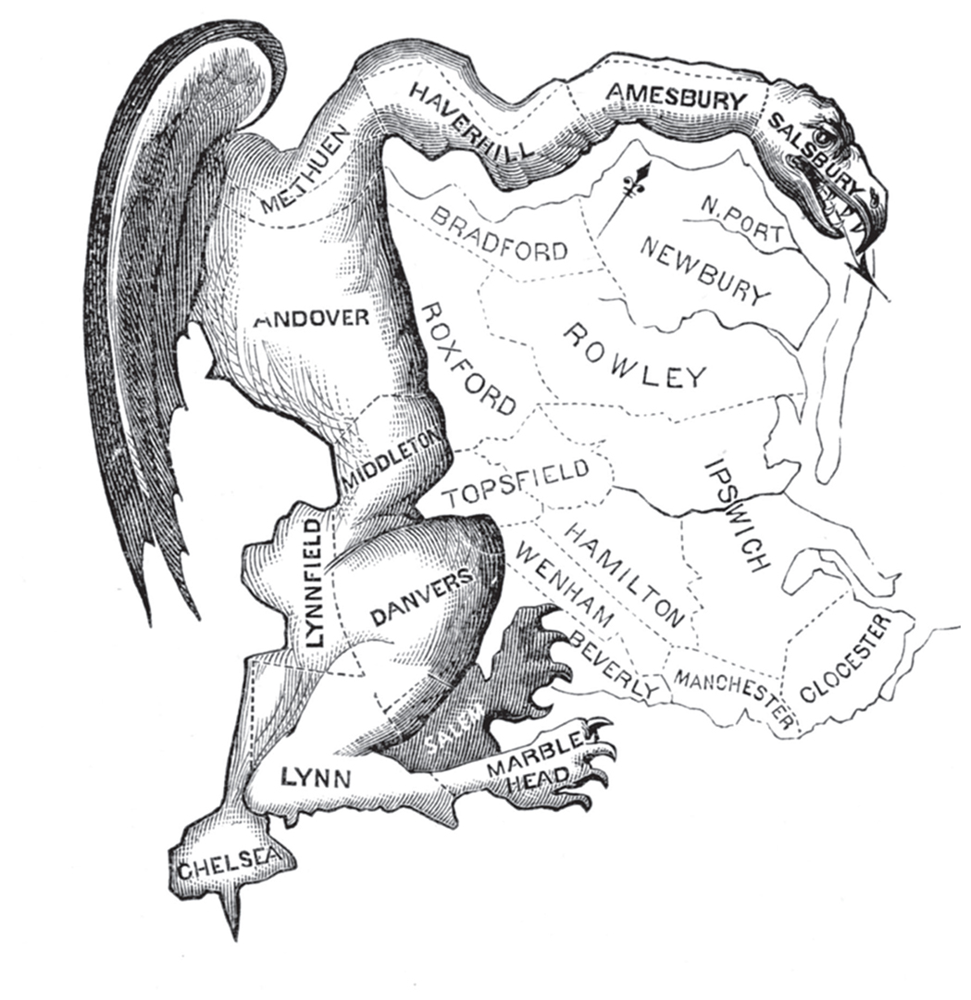 METHUEN
HAVERHILL
AMESBURY
SALSBURY
BRADFORD
N. PORT
NEWBURY
ANDOVER
ROXFORD
ROWLEY
MIDDLETON
TOPSFIELD
IPSWICH
LYNNFIELD
DANVERS
WENHAM
HAMILTON
BEVERLY
MANCHESTER
GLOCESTER
SALEM
LYNN
MARBLE
HEAD
CHELSEA